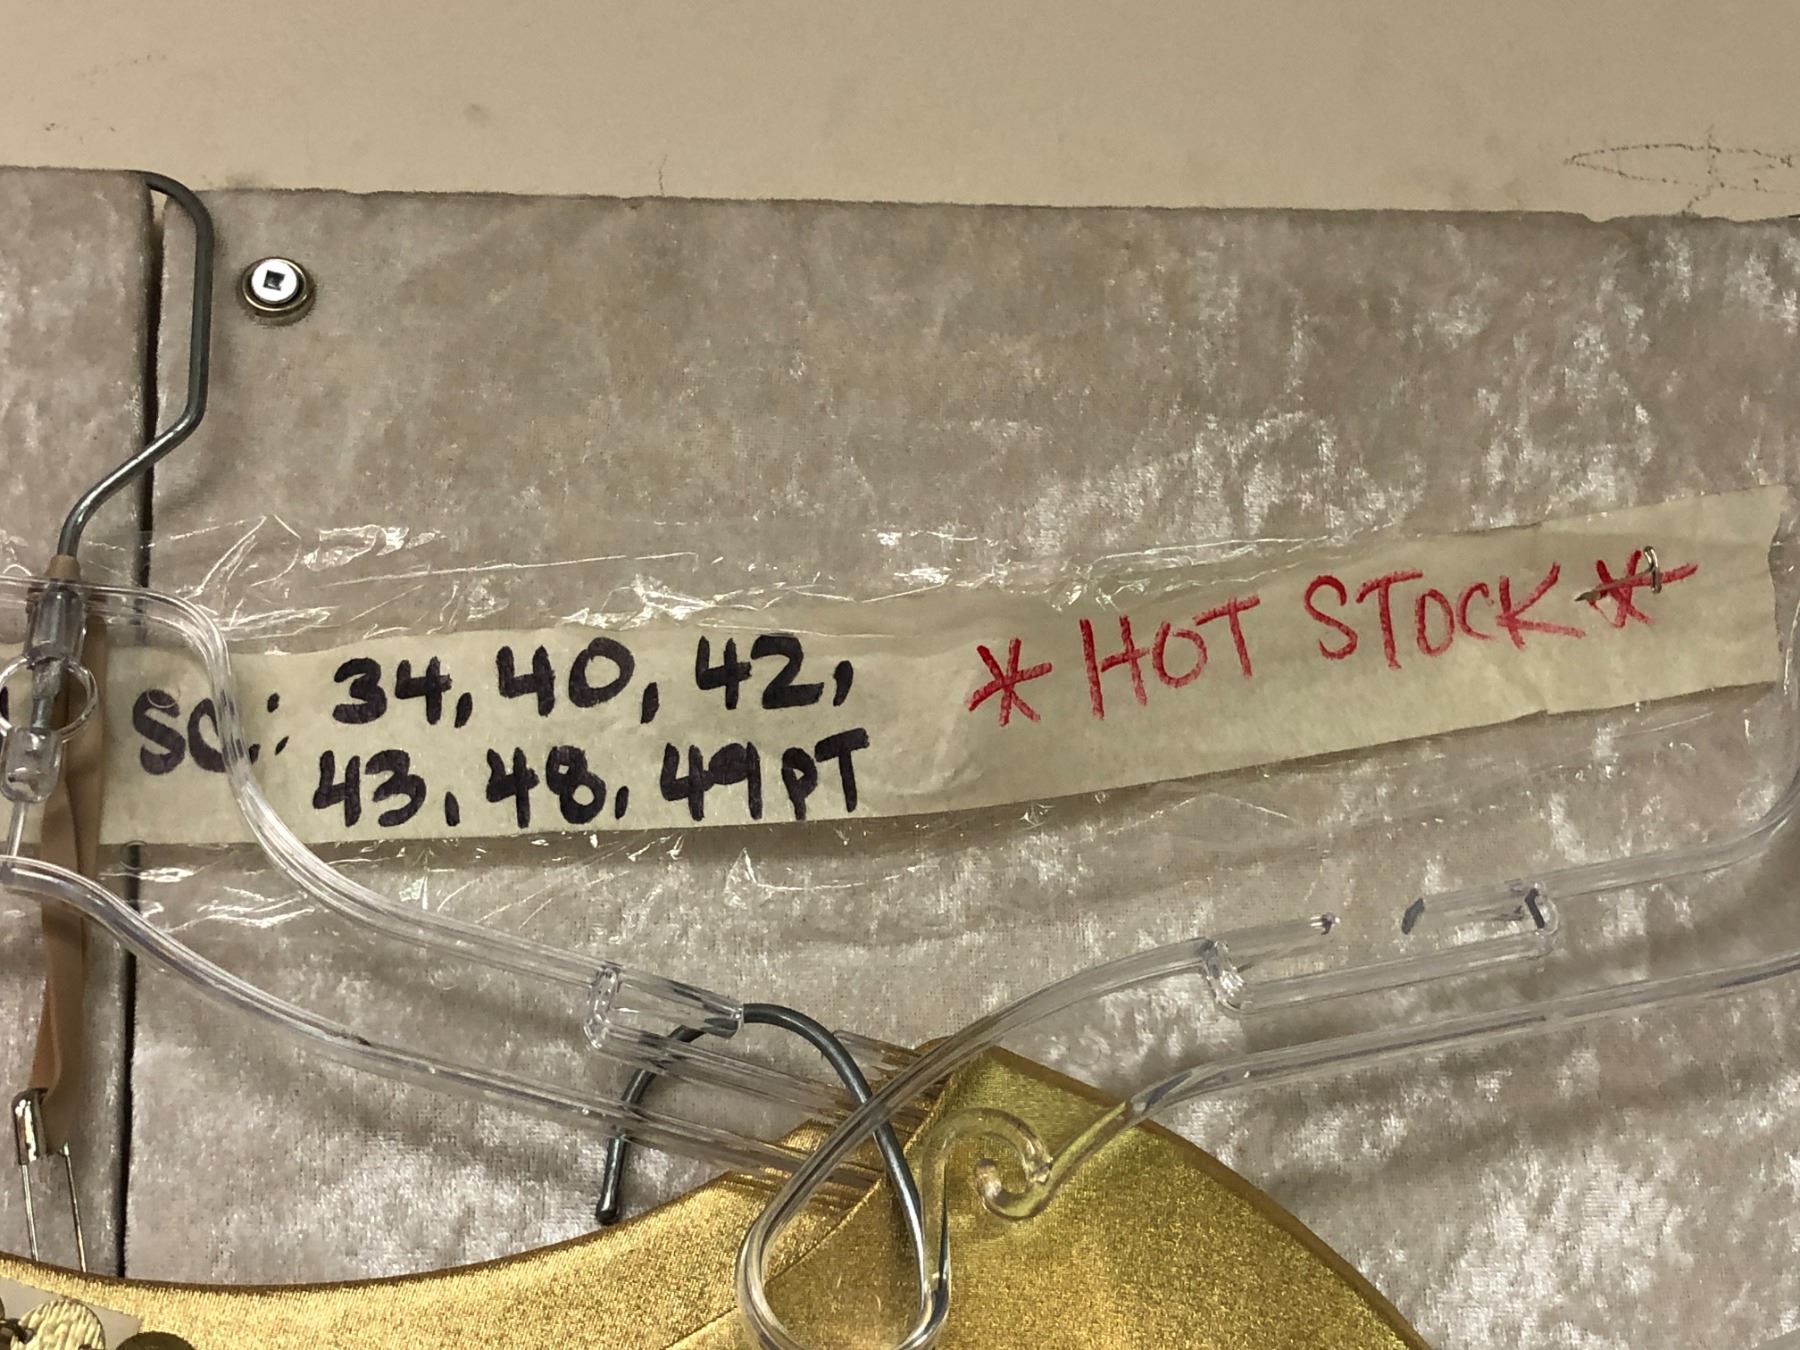 SC: 34, 40, 42,
43, 48, 49PT
* HOT STOCK *